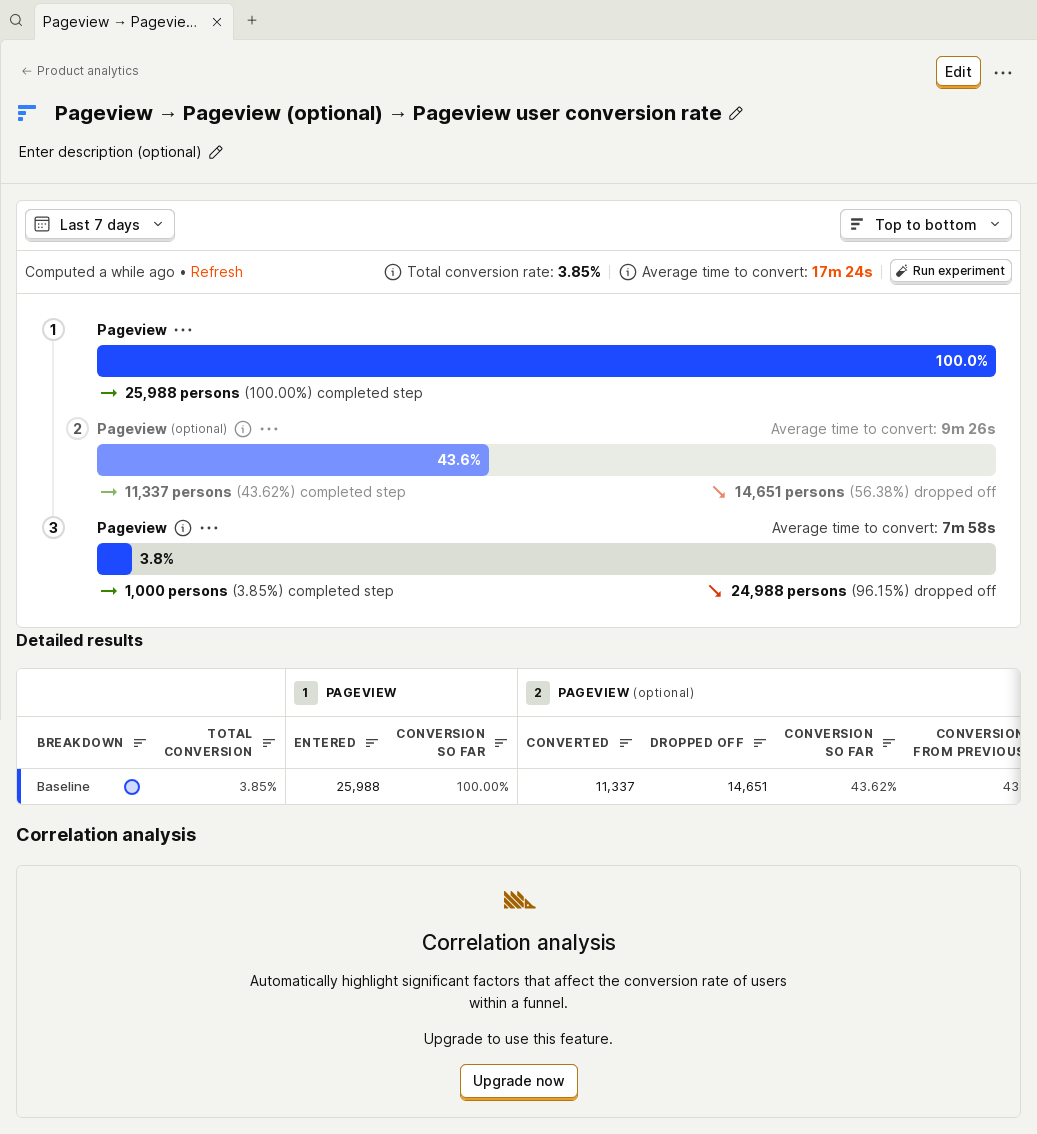 Pageview → Pagevie...
← Product analytics
Edit
Pageview → Pageview (optional) → Pageview user conversion rate
Enter description (optional)
Last 7 days
Top to bottom
Computed a while ago • Refresh
Total conversion rate: 3.85%
Average time to convert: 17m 24s
Run experiment
1
Pageview
100.0%
25,988 persons (100.00%) completed step
2
Pageview (optional)
Average time to convert: 9m 26s
43.6%
11,337 persons (43.62%) completed step
14,651 persons (56.38%) dropped off
3
Pageview
Average time to convert: 7m 58s
3.8%
1,000 persons (3.85%) completed step
24,988 persons (96.15%) dropped off
Detailed results
1 PAGEVIEW
2 PAGEVIEW (optional)
BREAKDOWN
TOTAL
CONVERSION
ENTERED
CONVERSION
SO FAR
CONVERTED
DROPPED OFF
CONVERSION
SO FAR
CONVERSION
FROM PREVIOUS
Baseline
3.85%
25,988
100.00%
11,337
14,651
43.62%
43
Correlation analysis
Correlation analysis
Automatically highlight significant factors that affect the conversion rate of users
within a funnel.
Upgrade to use this feature.
Upgrade now